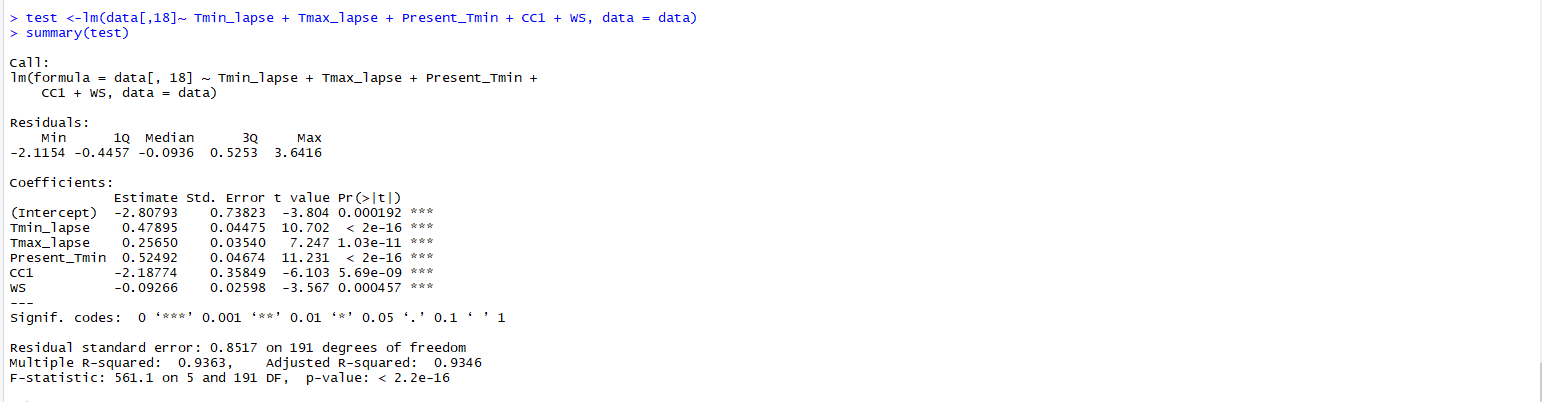 > test <-lm(data[,18]~ Tmin_lapse + Tmax_lapse + Present_Tmin + CC1 + WS, data = data)
> summary(test)
Call:
lm(formula = data[, 18] ~ Tmin_lapse + Tmax_lapse + Present_Tmin +
    CC1 + WS, data = data)
Residuals:
    Min      1Q  Median      3Q     Max
-2.1154 -0.4457 -0.0936  0.5253  3.6416
Coefficients:
             Estimate Std. Error t value Pr(>|t|)
(Intercept)  -2.80793    0.73823  -3.804 0.000192 ***
Tmin_lapse    0.47895    0.04475  10.702  < 2e-16 ***
Tmax_lapse    0.25650    0.03540   7.247 1.03e-11 ***
Present_Tmin  0.52492    0.04674  11.231  < 2e-16 ***
CC1          -2.18774    0.35849  -6.103 5.69e-09 ***
WS           -0.09266    0.02598  -3.567 0.000457 ***
---
Signif. codes:  0 ‘***’ 0.001 ‘**’ 0.01 ‘*’ 0.05 ‘.’ 0.1 ‘ ’ 1
Residual standard error: 0.8517 on 191 degrees of freedom
Multiple R-squared:  0.9363,    Adjusted R-squared:  0.9346
F-statistic: 561.1 on 5 and 191 DF,  p-value: < 2.2e-16